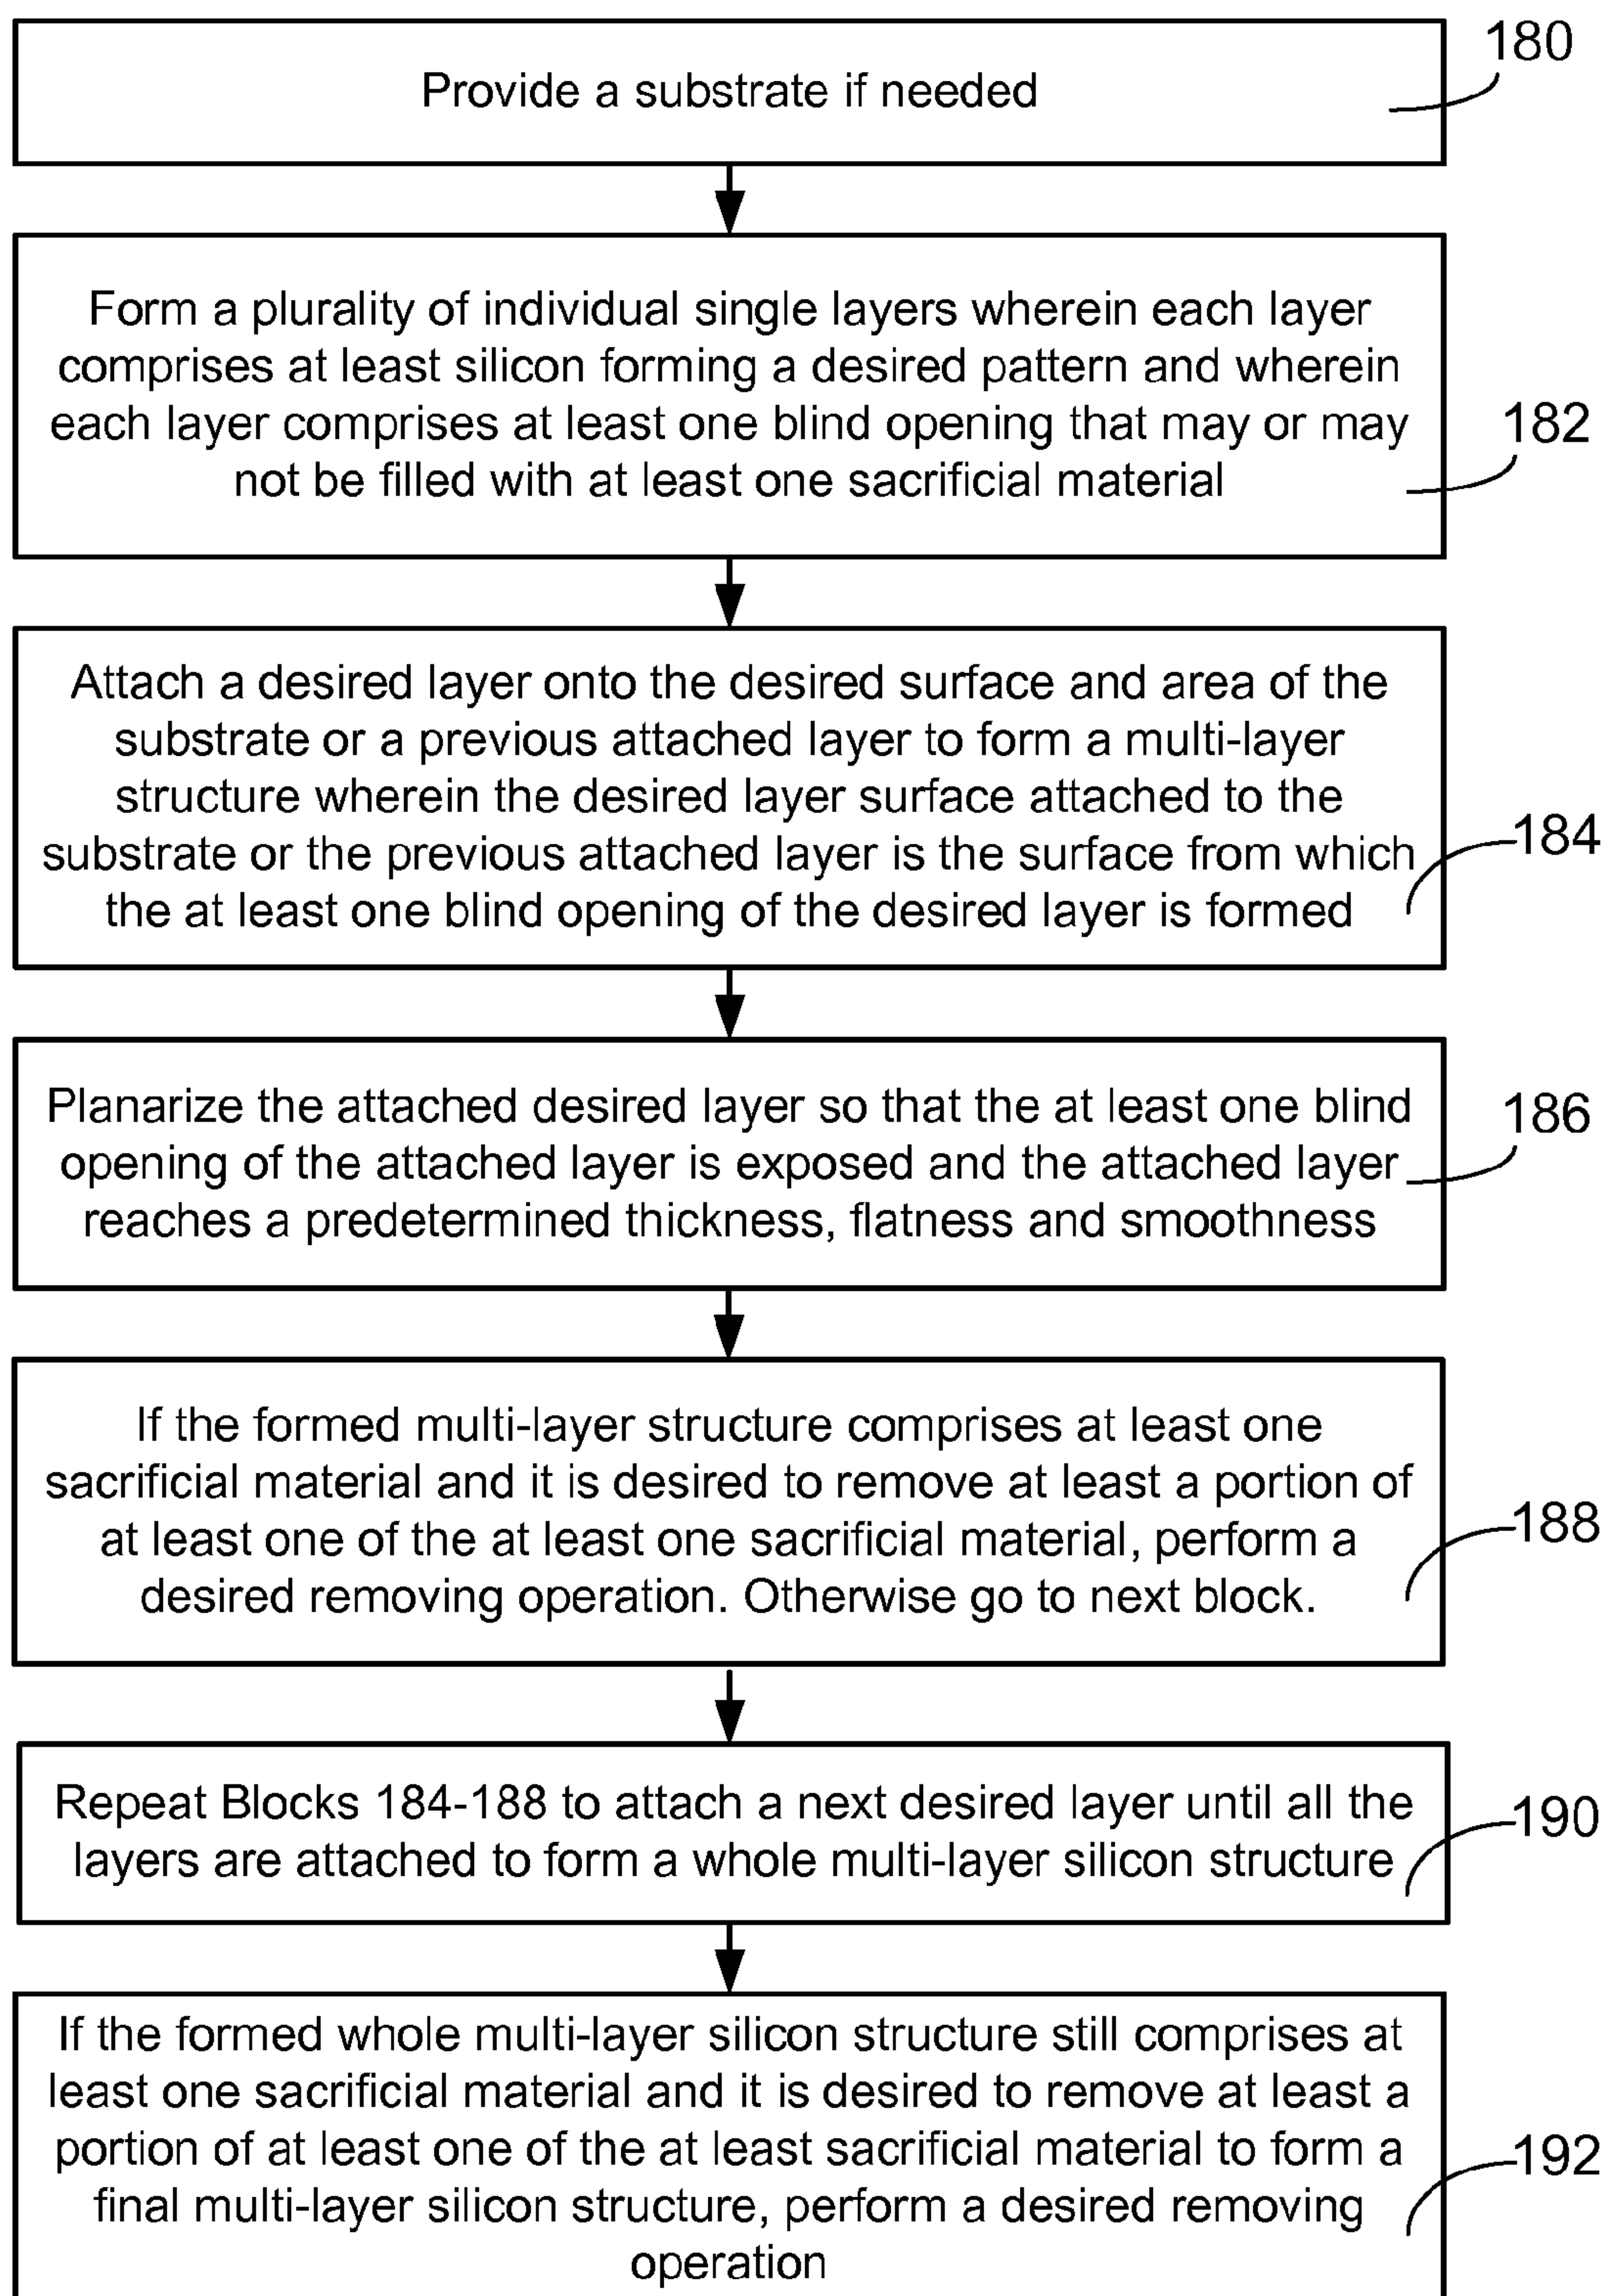 180
Provide a substrate if needed
Form a plurality of individual single layers wherein each layer
comprises at least silicon forming a desired pattern and wherein
each layer comprises at least one blind opening that may or may
not be filled with at least one sacrificial material
182
Attach a desired layer onto the desired surface and area of the
substrate or a previous attached layer to form a multi-layer
structure wherein the desired layer surface attached to the
substrate or the previous attached layer is the surface from which
the at least one blind opening of the desired layer is formed
184
Planarize the attached desired layer so that the at least one blind
opening of the attached layer is exposed and the attached layer
reaches a predetermined thickness, flatness and smoothness
186
If the formed multi-layer structure comprises at least one
sacrificial material and it is desired to remove at least a portion of
at least one of the at least one sacrificial material, perform a
desired removing operation. Otherwise go to next block.
188
Repeat Blocks 184-188 to attach a next desired layer until all the
layers are attached to form a whole multi-layer silicon structure
190
If the formed whole multi-layer silicon structure still comprises at
least one sacrificial material and it is desired to remove at least a
portion of at least one of the at least sacrificial material to form a
final multi-layer silicon structure, perform a desired removing
operation
192